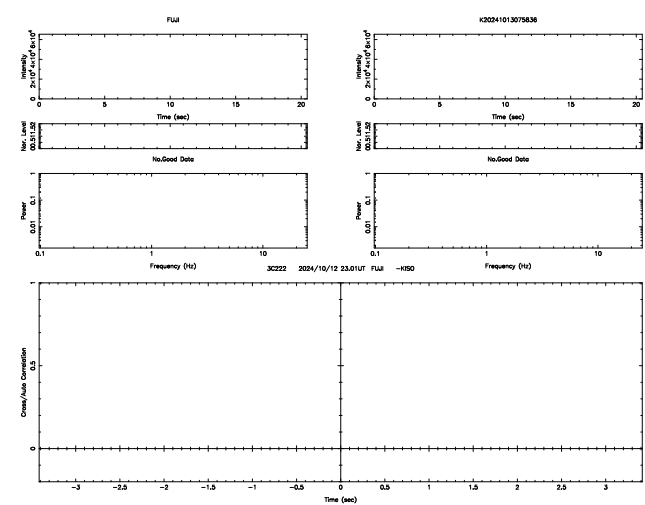 FUJI
K20241013075836
Intensity
0 2×10⁴ 4×10⁴ 6×10⁴
0 5 10 15 20
Time (sec)
Intensity
0 2×10⁴ 4×10⁴ 6×10⁴
0 5 10 15 20
Time (sec)
Nor. Level
00.511.52
Nor. Level
00.511.52
No.Good Data
No.Good Data
Power
0.01 0.1 1
0.1 1 10
Frequency (Hz)
Power
0.01 0.1 1
0.1 1 10
Frequency (Hz)
3C222 2024/10/12 23.01UT FUJI -KISO
Cross/Auto Correlation
0 0.5 1
-3 -2.5 -2 -1.5 -1 -0.5 0 0.5 1 1.5 2 2.5 3
Time (sec)